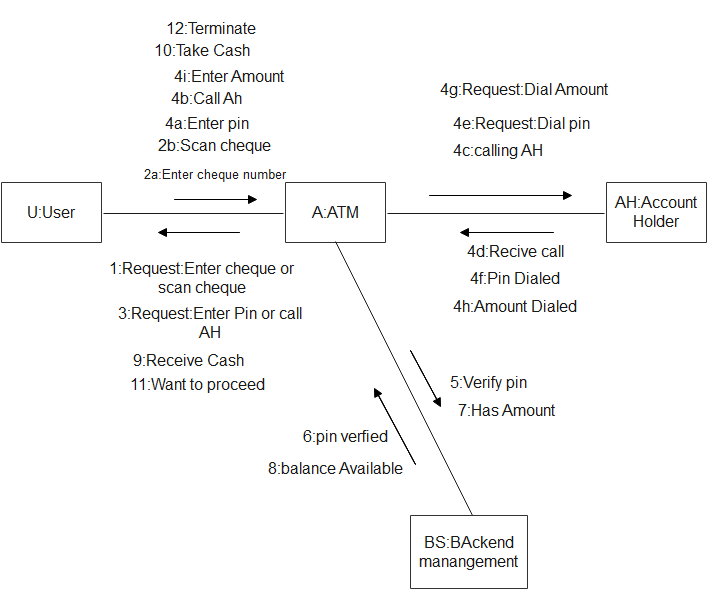 12:Terminate
10:Take Cash
4i:Enter Amount
4b:Call Ah
4a:Enter pin
2b:Scan cheque
2a:Enter cheque number
4g:Request:Dial Amount
4e:Request:Dial pin
4c:calling AH
U:User
A:ATM
AH:Account
Holder
1:Request:Enter cheque or
scan cheque
3:Request:Enter Pin or call
AH
9:Receive Cash
11:Want to proceed
4d:Recive call
4f:Pin Dialed
4h:Amount Dialed
5:Verify pin
7:Has Amount
6:pin verfied
8:balance Available
BS:BAckend
manangement